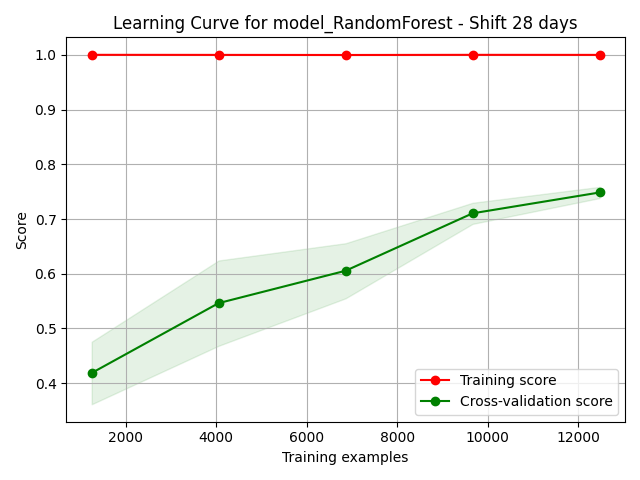 Learning Curve for model_RandomForest - Shift 28 days
1.0
0.9
0.8
0.7
0.6
0.5
0.4
Score
2000 4000 6000 8000 10000 12000
Training examples
Training score
Cross-validation score